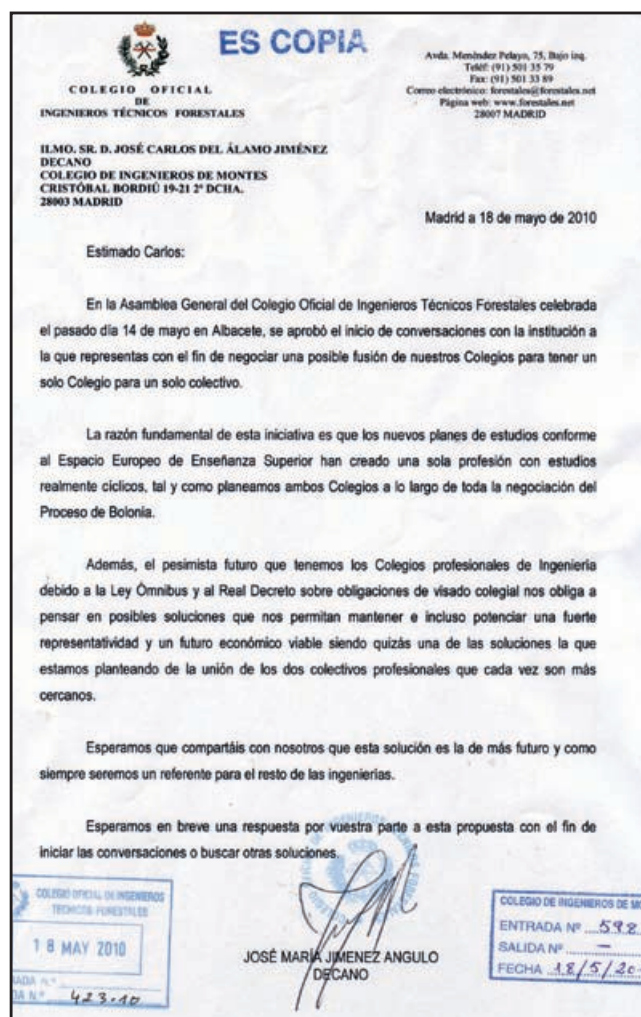 ES COPIA
COLEGIO OFICIAL
DE
INGENIEROS TÉCNICOS FORESTALES
Avda. Menéndez Pelayo, 75, Bajo izq.
Teléf: (91) 501 35 79
Fax: (91) 501 33 89
Correo electrónico: forestales@forestales.net
Página web: www.forestales.net
28007 MADRID
ILMO. SR. D. JOSÉ CARLOS DEL ÁLAMO JIMÉNEZ
DECANO
COLEGIO DE INGENIEROS DE MONTES
CRISTÓBAL BORDIÚ 19-21 2º DCHA.
28003 MADRID
Madrid a 18 de mayo de 2010
Estimado Carlos:
En la Asamblea General del Colegio Oficial de Ingenieros Técnicos Forestales celebrada
el pasado día 14 de mayo en Albacete, se aprobó el inicio de conversaciones con la institución a
la que representas con el fin de negociar una posible fusión de nuestros Colegios para tener un
solo Colegio para un solo colectivo.
La razón fundamental de esta iniciativa es que los nuevos planes de estudios conforme
al Espacio Europeo de Enseñanza Superior han creado una sola profesión con estudios
realmente cíclicos, tal y como planeamos ambos Colegios a lo largo de toda la negociación del
Proceso de Bolonia.
Además, el pesimista futuro que tenemos los Colegios profesionales de Ingeniería
debido a la Ley Ómnibus y al Real Decreto sobre obligaciones de visado colegial nos obliga a
pensar en posibles soluciones que nos permitan mantener e incluso potenciar una fuerte
representatividad y un futuro económico viable siendo quizás una de las soluciones la que
estamos planteando de la unión de los dos colectivos profesionales que cada vez son más
cercanos.
Esperamos que compartáis con nosotros que esta solución es la de más futuro y como
siempre seremos un referente para el resto de las ingenierías.
Esperamos en breve una respuesta por vuestra parte a esta propuesta con el fin de
iniciar las conversaciones o buscar otras soluciones.
COLEGIO OFICIAL DE INGENIEROS
TÉCNICOS FORESTALES
18 MAY 2010
RADA N.º
DA N.º 423.10
JOSÉ MARÍA JIMENEZ ANGULO
DECANO
COLEGIO DE INGENIEROS DE MO
ENTRADA Nº 598
SALIDA Nº —
FECHA 18/5/20